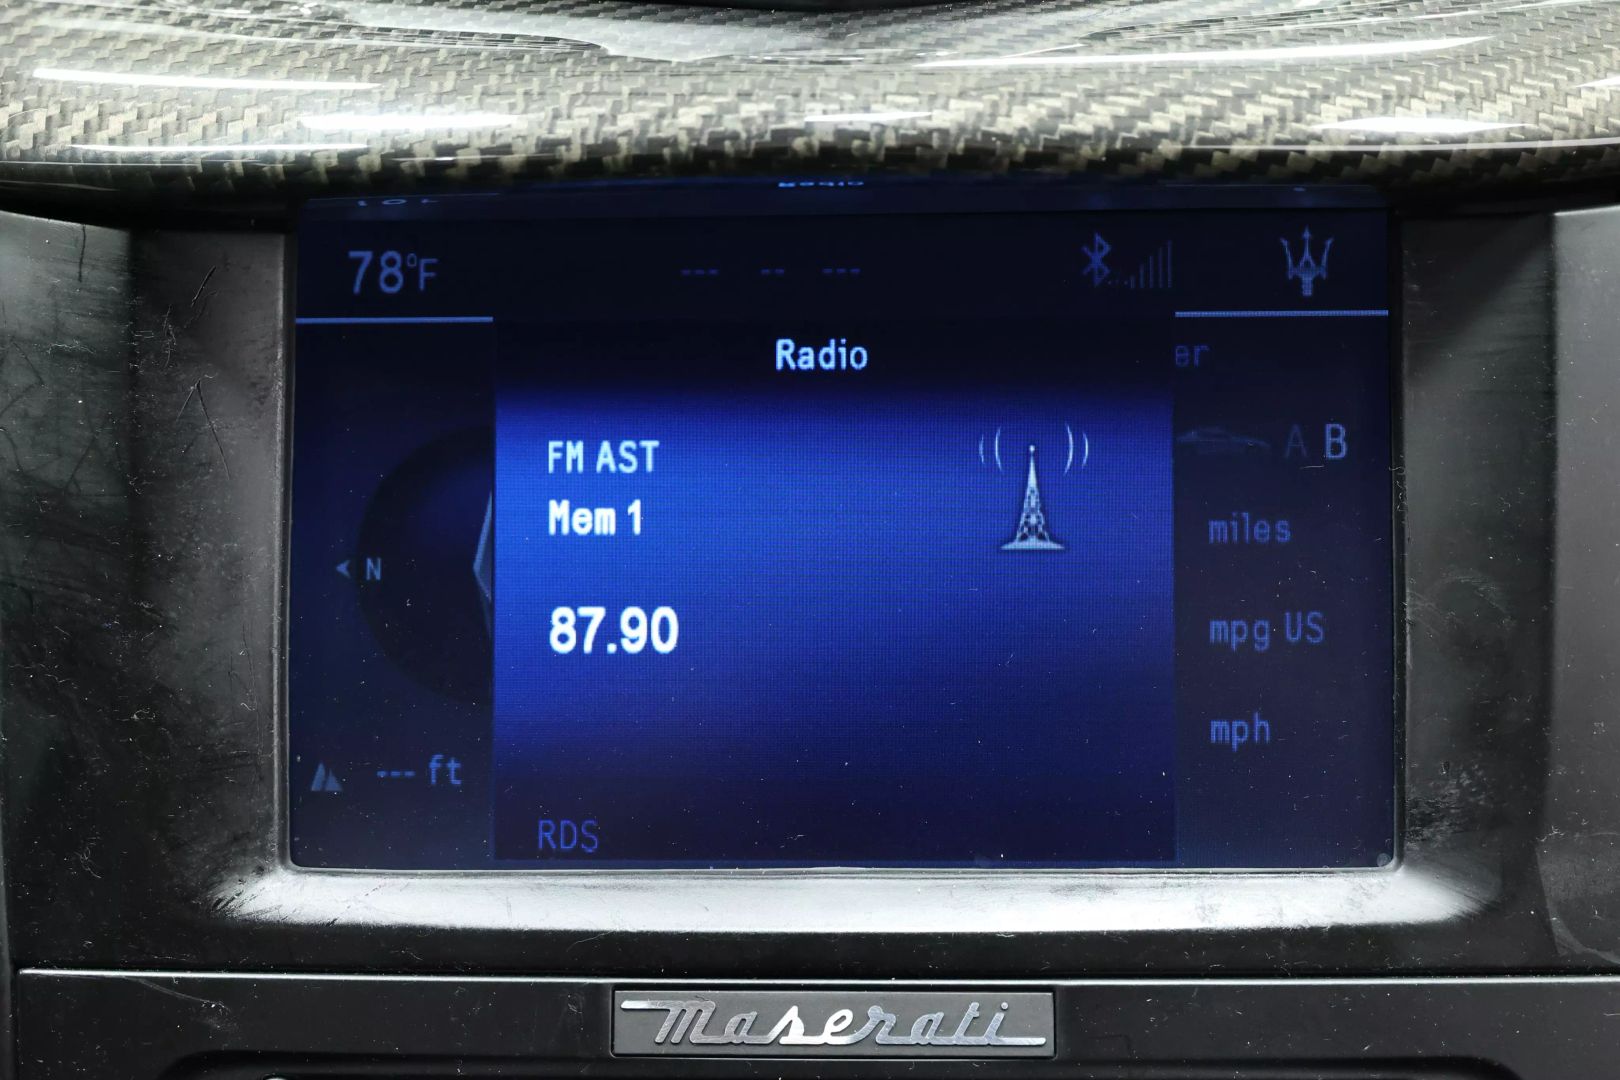 78°F --- -- ---
Radio
er
FM AST
A B
Mem 1
miles
N
87.90
mpg US
mph
--- ft
RDS
Maserati